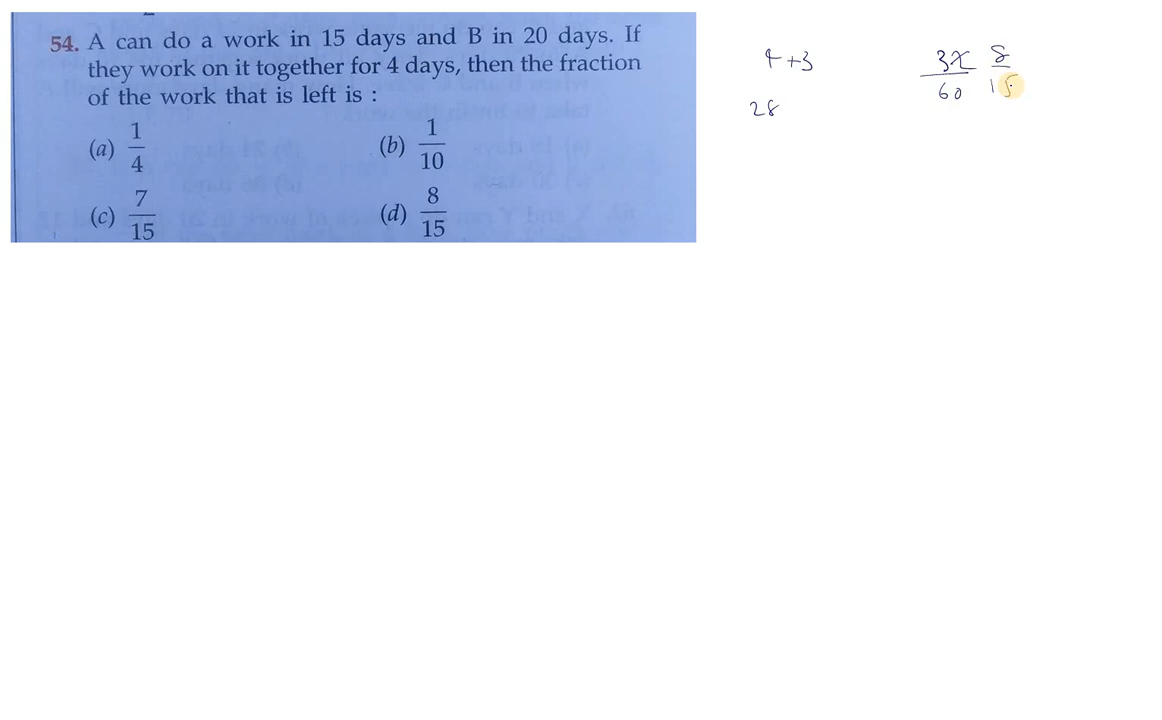 54. A can do a work in 15 days and B in 20 days. If
they work on it together for 4 days, then the fraction
of the work that is left is :
(a) 1/4 (b) 1/10
(c) 7/15 (d) 8/15
4+3
28
60
8/15